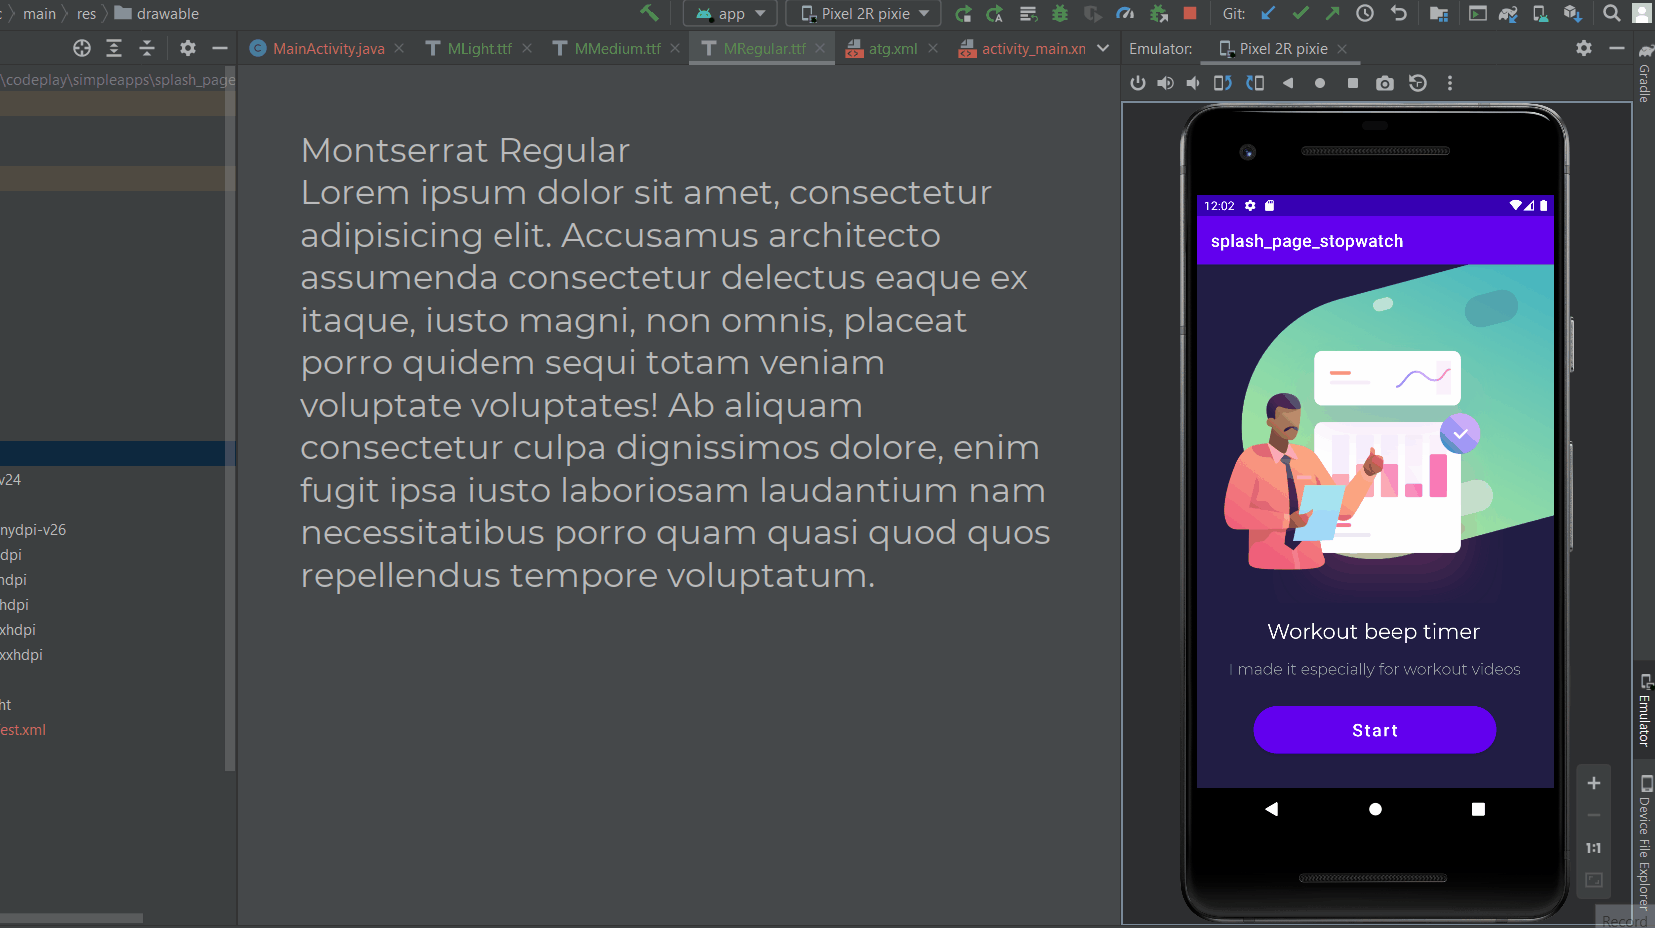 main
res
drawable
app
Pixel 2R pixie
Git:
MainActivity.java
MLight.ttf
MMedium.ttf
MRegular.ttf
atg.xml
activity_main.xn
Emulator:
Pixel 2R pixie
\codeplay\simpleapps\splash_page
v24
nydpi-v26
dpi
ndpi
hdpi
xhdpi
xxhdpi
ht
est.xml
Montserrat Regular
Lorem ipsum dolor sit amet, consectetur
adipisicing elit. Accusamus architecto
assumenda consectetur delectus eaque ex
itaque, iusto magni, non omnis, placeat
porro quidem sequi totam veniam
voluptate voluptates! Ab aliquam
consectetur culpa dignissimos dolore, enim
fugit ipsa iusto laboriosam laudantium nam
necessitatibus porro quam quasi quod quos
repellendus tempore voluptatum.
12:02
splash_page_stopwatch
Workout beep timer
I made it especially for workout videos
Start
1:1
Gradle
Emulator
Device File Explorer
Record